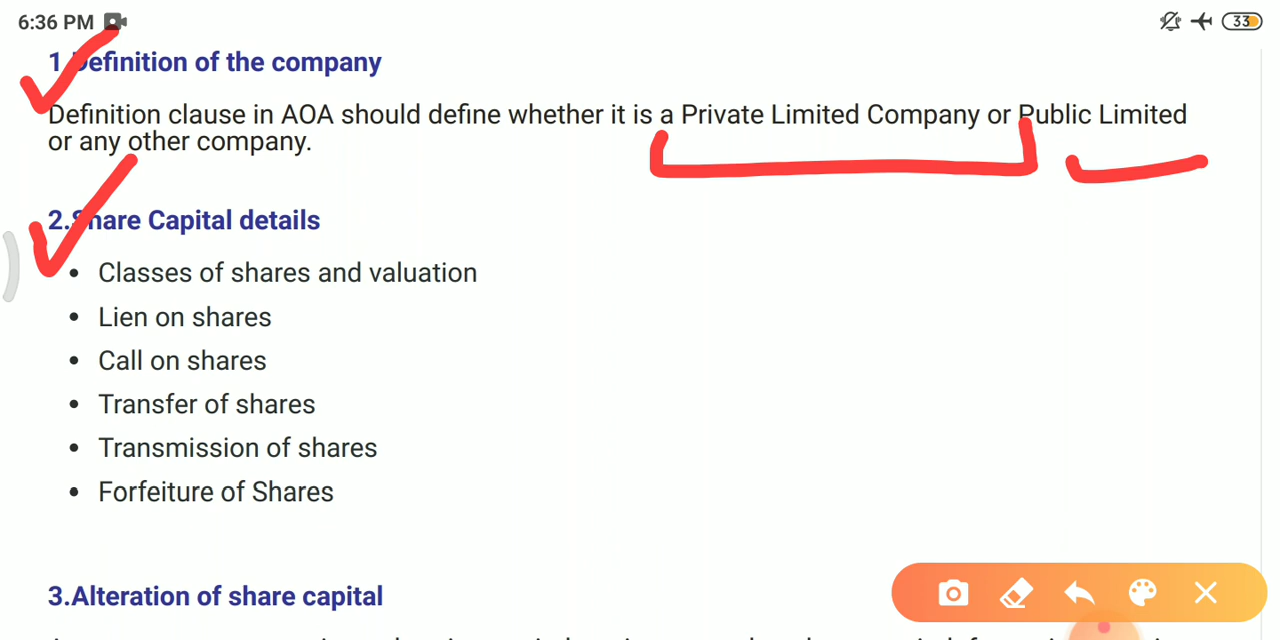 6:36 PM
33
1.Definition of the company
Definition clause in AOA should define whether it is a Private Limited Company or Public Limited
or any other company.
2.Share Capital details
• Classes of shares and valuation
• Lien on shares
• Call on shares
• Transfer of shares
• Transmission of shares
• Forfeiture of Shares
3.Alteration of share capital